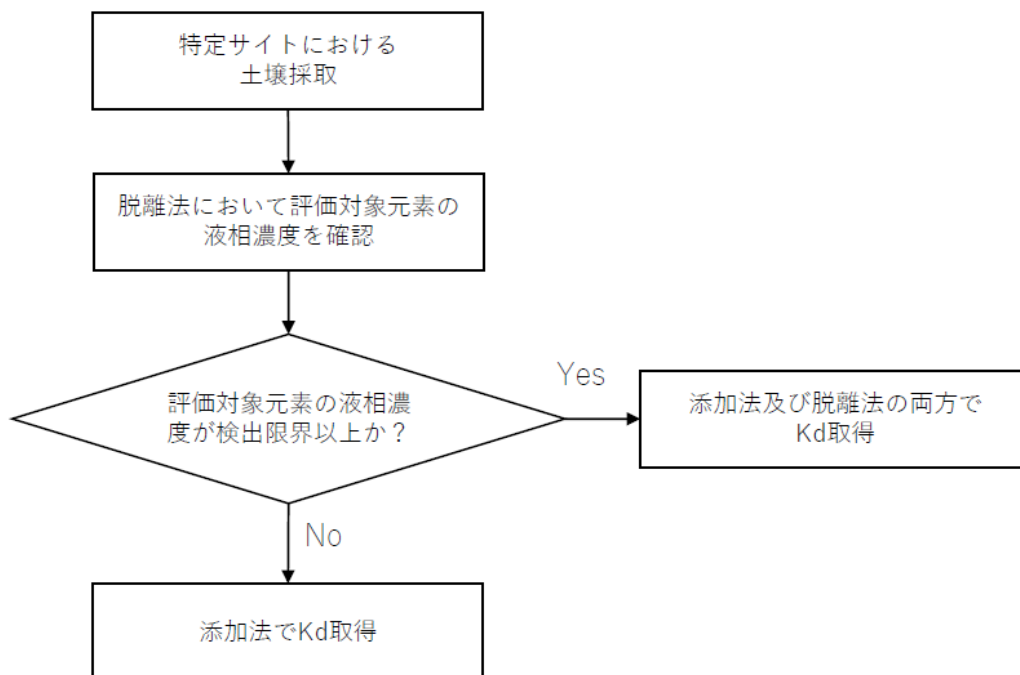 特定サイトにおける
土壌採取
脱離法において評価対象元素の
液相濃度を確認
評価対象元素の液相濃
度が検出限界以上か？
Yes
添加法及び脱離法の両方で
Kd取得
No
添加法でKd取得